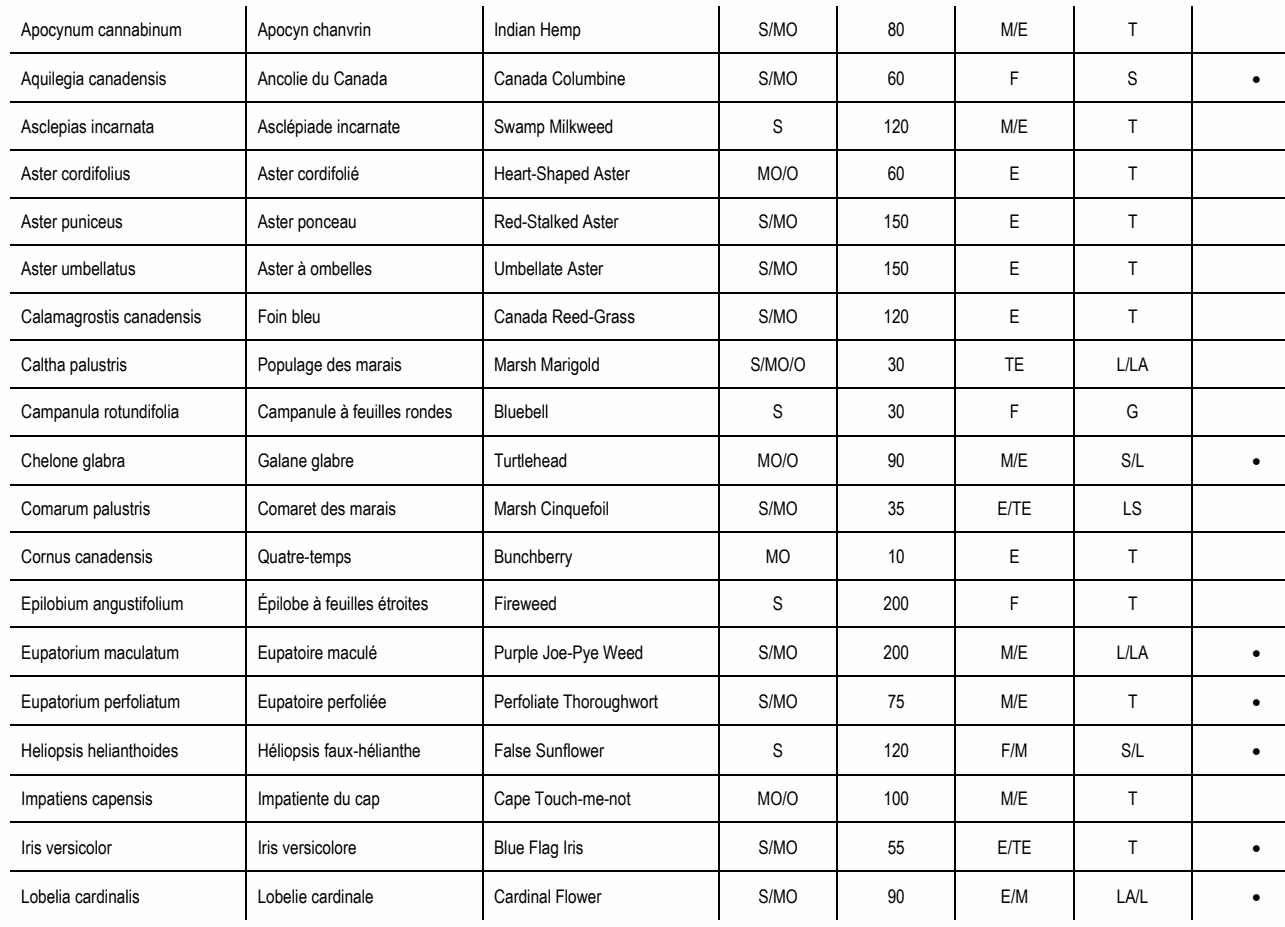 Apocynum cannabinum Apocyn chanvrin Indian Hemp S/MO 80 M/E T
Aquilegia canadensis Ancolie du Canada Canada Columbine S/MO 60 F S •
Asclepias incarnata Asclépiade incarnate Swamp Milkweed S 120 M/E T
Aster cordifolius Aster cordifolié Heart-Shaped Aster MO/O 60 E T
Aster puniceus Aster ponceau Red-Stalked Aster S/MO 150 E T
Aster umbellatus Aster à ombelles Umbellate Aster S/MO 150 E T
Calamagrostis canadensis Foin bleu Canada Reed-Grass S/MO 120 E T
Caltha palustris Populage des marais Marsh Marigold S/MO/O 30 TE L/LA
Campanula rotundifolia Campanule à feuilles rondes Bluebell S 30 F G
Chelone glabra Galane glabre Turtlehead MO/O 90 M/E S/L •
Comarum palustris Comaret des marais Marsh Cinquefoil S/MO 35 E/TE LS
Cornus canadensis Quatre-temps Bunchberry MO 10 E T
Epilobium angustifolium Épilobe à feuilles étroites Fireweed S 200 F T
Eupatorium maculatum Eupatoire maculé Purple Joe-Pye Weed S/MO 200 M/E L/LA •
Eupatorium perfoliatum Eupatoire perfoliée Perfoliate Thoroughwort S/MO 75 M/E T •
Heliopsis helianthoides Héliopsis faux-hélianthe False Sunflower S 120 F/M S/L •
Impatiens capensis Impatiente du cap Cape Touch-me-not MO/O 100 M/E T
Iris versicolor Iris versicolore Blue Flag Iris S/MO 55 E/TE T •
Lobelia cardinalis Lobelie cardinale Cardinal Flower S/MO 90 E/M LA/L •